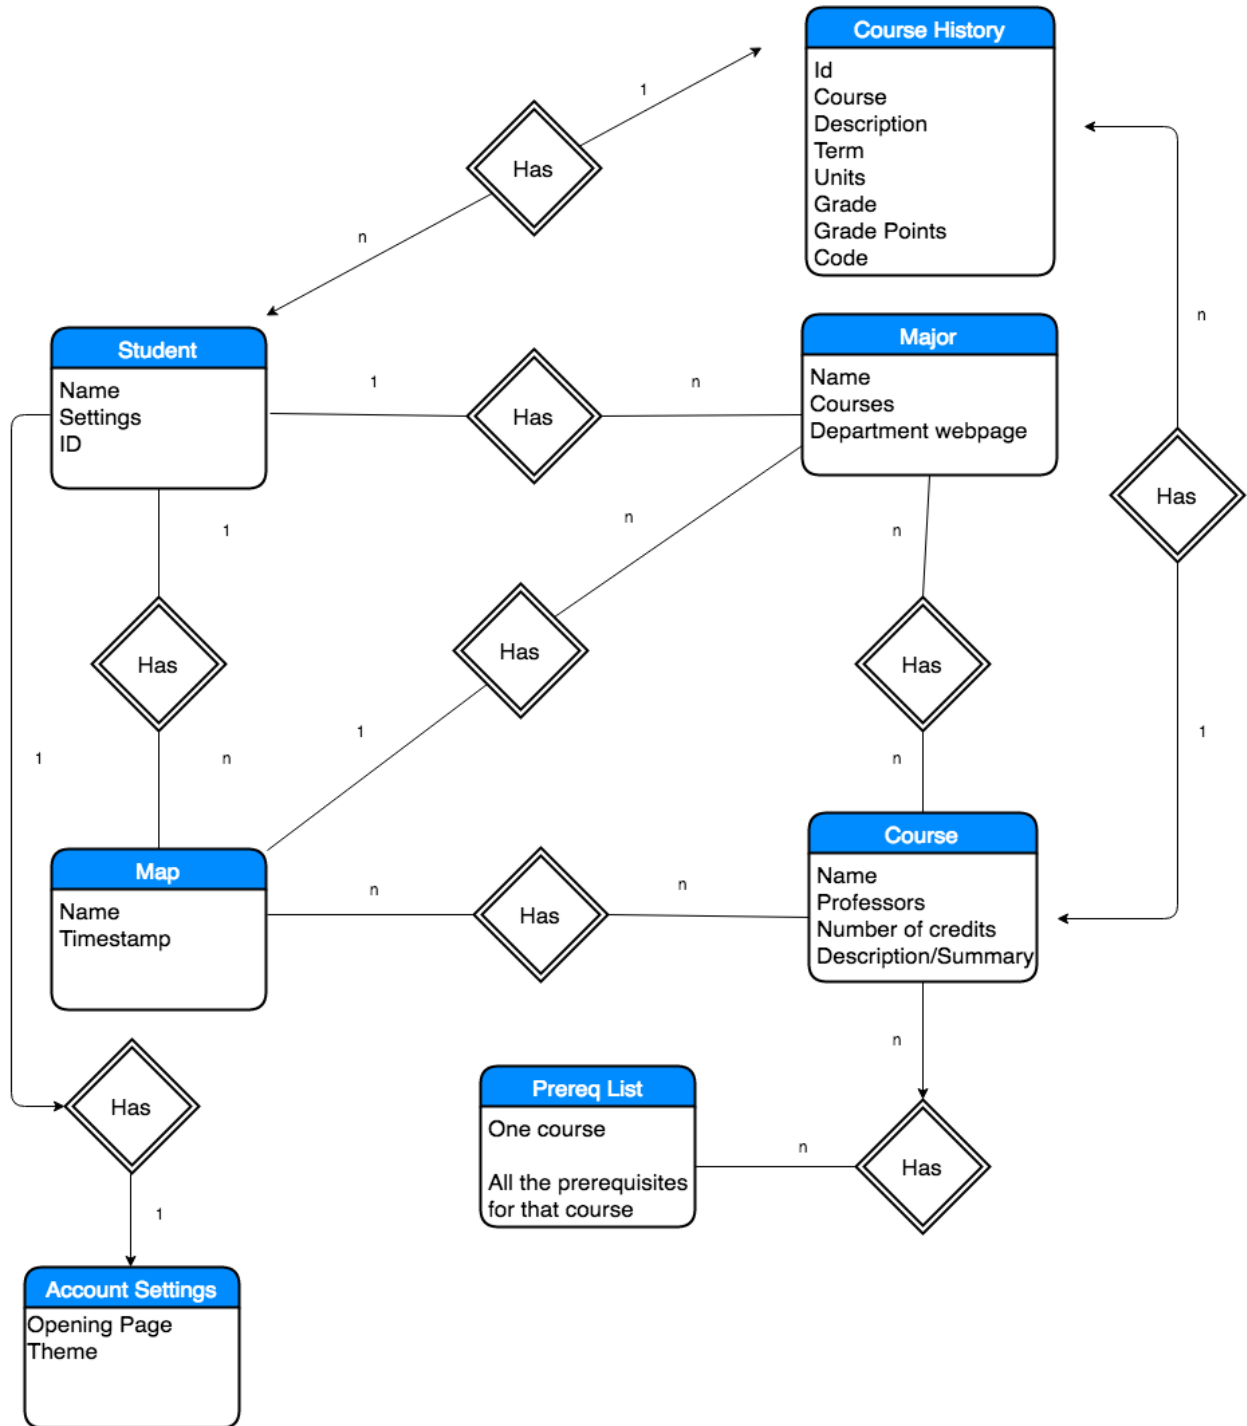 Course History
Id
Course
Description
Term
Units
Grade
Grade Points
Code
1
Has
n
n
Has
1
Student
Name
Settings
ID
1
Has
n
Major
Name
Courses
Department webpage
1
Has
n
n
Has
1
n
Has
n
1
Map
Name
Timestamp
n
Has
n
Course
Name
Professors
Number of credits
Description/Summary
n
Has
n
Prereq List
One course
All the prerequisites
for that course
Has
1
Account Settings
Opening Page
Theme